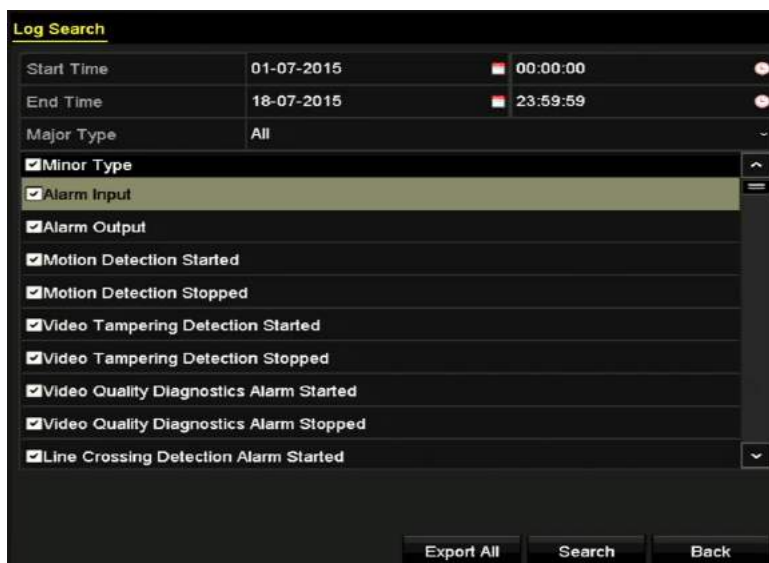 Log Search
Start Time 01-07-2015 00:00:00
End Time 18-07-2015 23:59:59
Major Type All
Minor Type
Alarm Input
Alarm Output
Motion Detection Started
Motion Detection Stopped
Video Tampering Detection Started
Video Tampering Detection Stopped
Video Quality Diagnostics Alarm Started
Video Quality Diagnostics Alarm Stopped
Line Crossing Detection Alarm Started
Export All Search Back